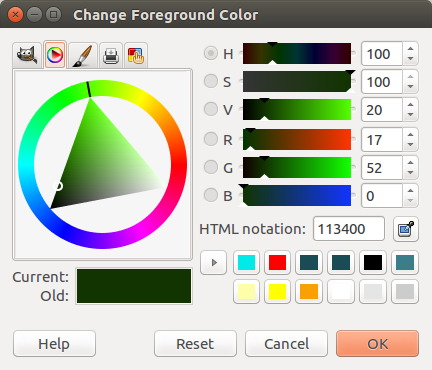 Change Foreground Color
H 100
S 100
V 20
R 17
G 52
B 0
HTML notation: 113400
Current:
Old:
Help Reset Cancel OK